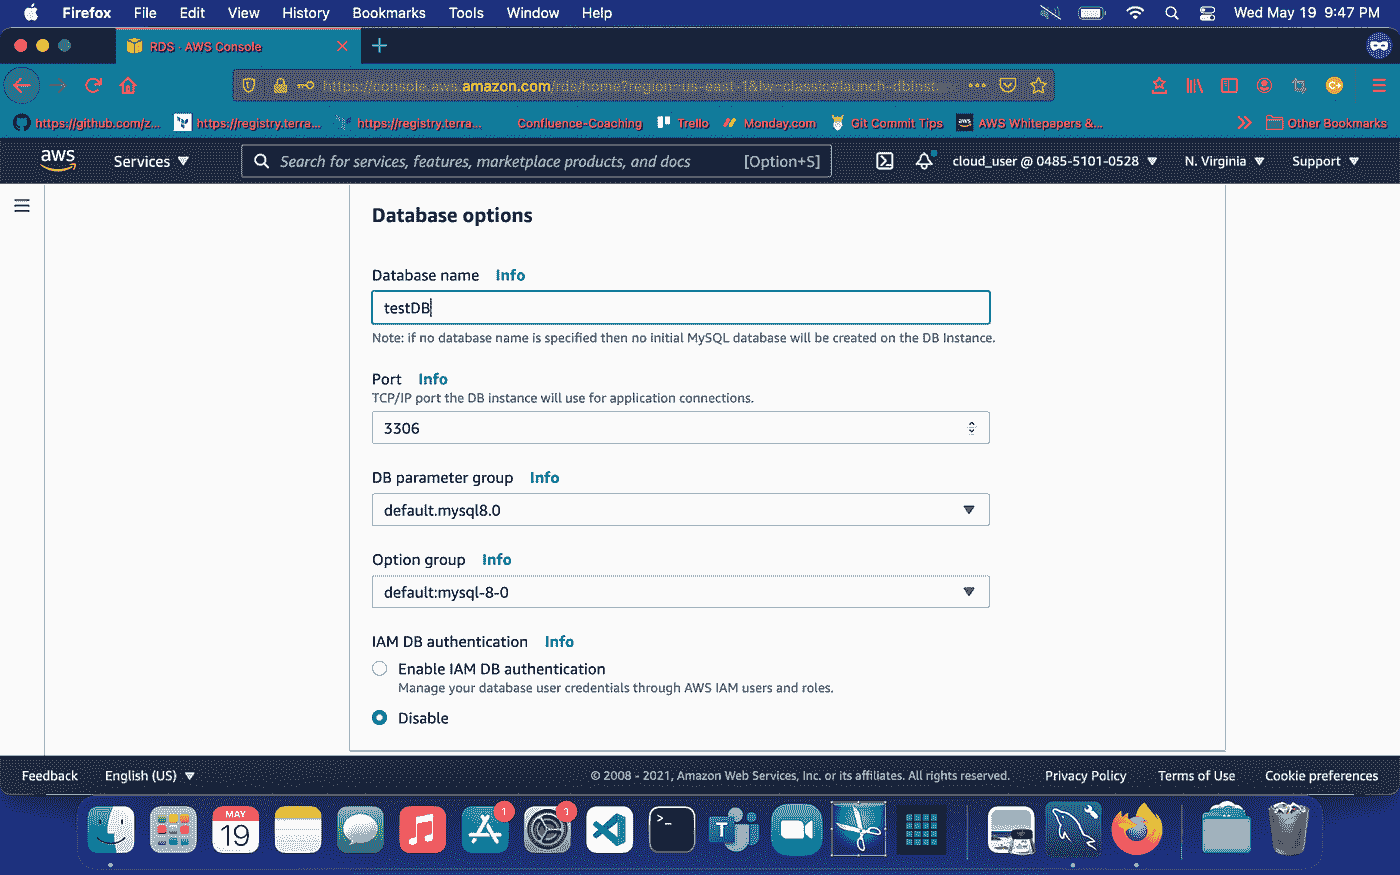 Firefox File Edit View History Bookmarks Tools Window Help Wed May 19 9:47 PM
RDS · AWS Console
https://console.aws.amazon.com/rds/home?region=us-east-1&lv=classic#launch-dbinst
https://github.com/z... https://registry.terra... https://registry.terra... Confluence-Coaching Trello Monday.com Git Commit Tips AWS Whitepapers &... Other Bookmarks
aws Services Search for services, features, marketplace products, and docs [Option+S] cloud_user @ 0485-5101-0528 N. Virginia Support
Database options
Database name Info
testDB
Note: if no database name is specified then no initial MySQL database will be created on the DB Instance.
Port Info
TCP/IP port the DB instance will use for application connections.
3306
DB parameter group Info
default.mysql8.0
Option group Info
default:mysql-8-0
IAM DB authentication Info
Enable IAM DB authentication
Manage your database user credentials through AWS IAM users and roles.
Disable
Feedback English (US) © 2008 - 2021, Amazon Web Services, Inc. or its affiliates. All rights reserved. Privacy Policy Terms of Use Cookie preferences
MAY
19
1
1